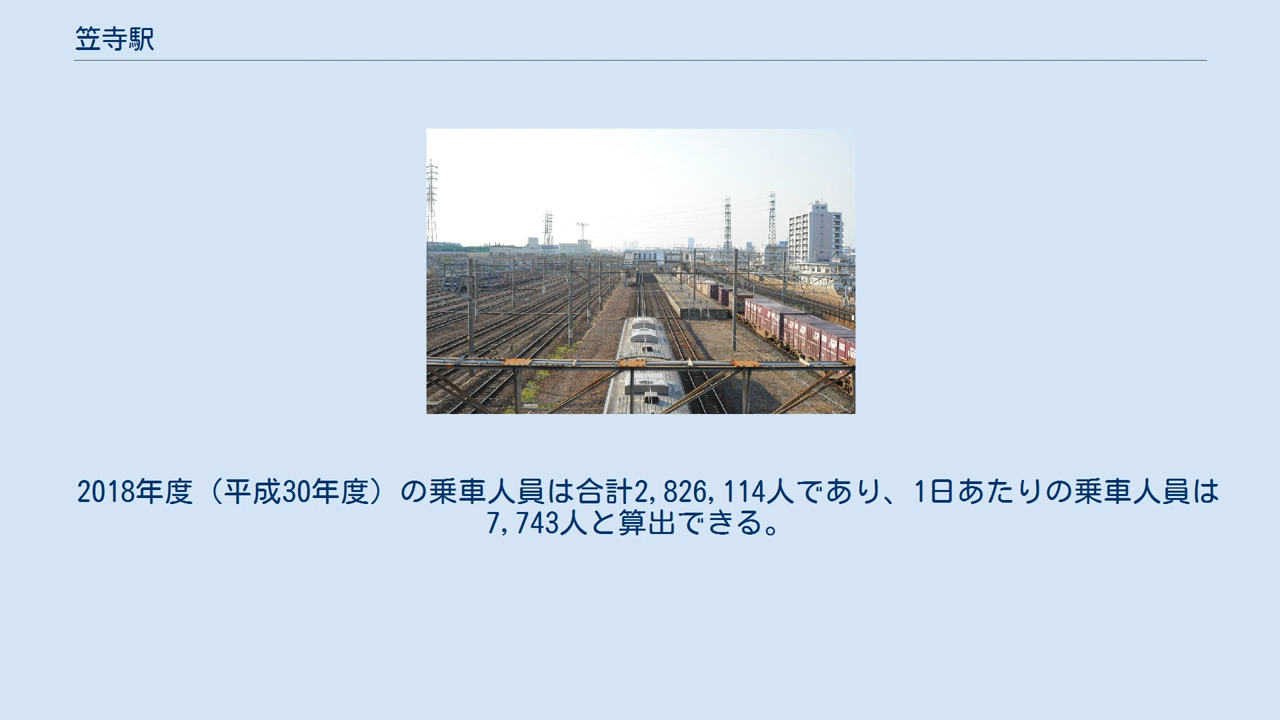 笠寺駅
2018年度（平成30年度）の乗車人員は合計2,826,114人であり、1日あたりの乗車人員は
7,743人と算出できる。